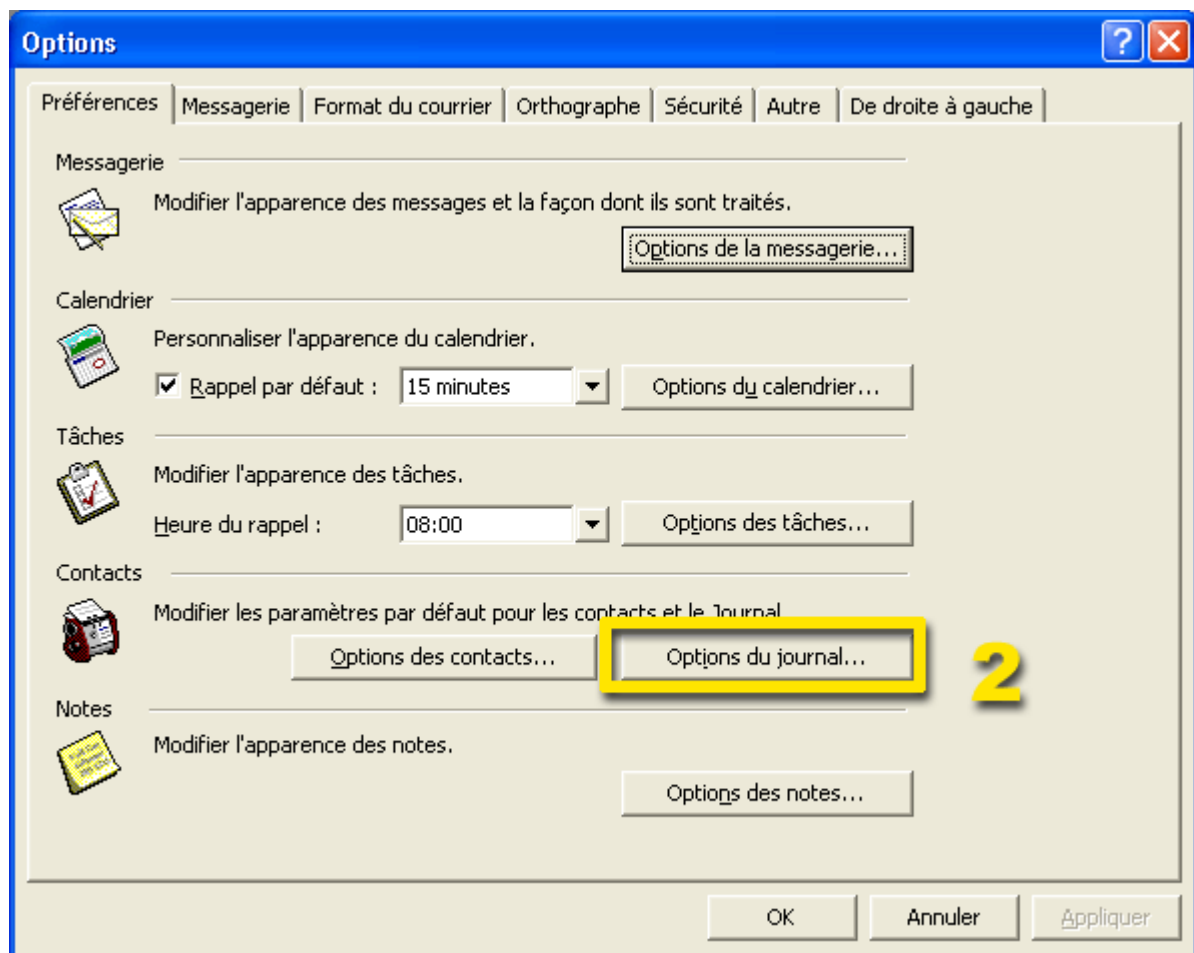 Options
Préférences Messagerie Format du courrier Orthographe Sécurité Autre De droite à gauche
Messagerie
Modifier l'apparence des messages et la façon dont ils sont traités.
Options de la messagerie...
Calendrier
Personnaliser l'apparence du calendrier.
Rappel par défaut : 15 minutes Options du calendrier...
Tâches
Modifier l'apparence des tâches.
Heure du rappel : 08:00 Options des tâches...
Contacts
Modifier les paramètres par défaut pour les contacts et le Journal
Options des contacts... Options du journal... 2
Notes
Modifier l'apparence des notes.
Options des notes...
OK Annuler Appliquer